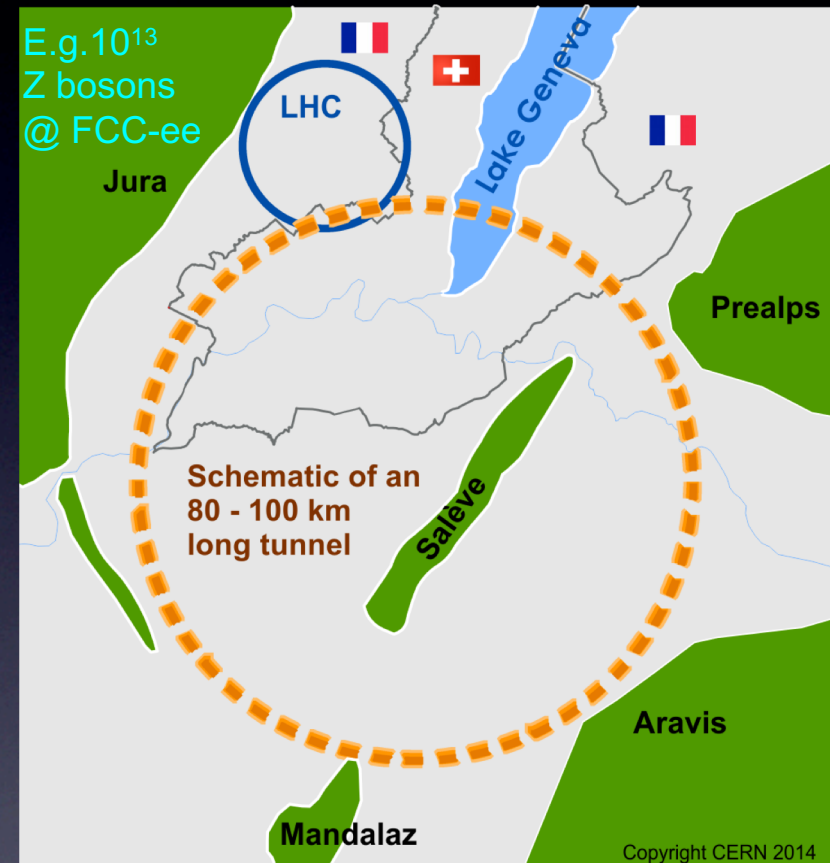 E.g.10¹³
Z bosons
@ FCC-ee
LHC
Lake Geneva
Jura
Prealps
Schematic of an
80 - 100 km
long tunnel
Salève
Aravis
Mandalaz
Copyright CERN 2014